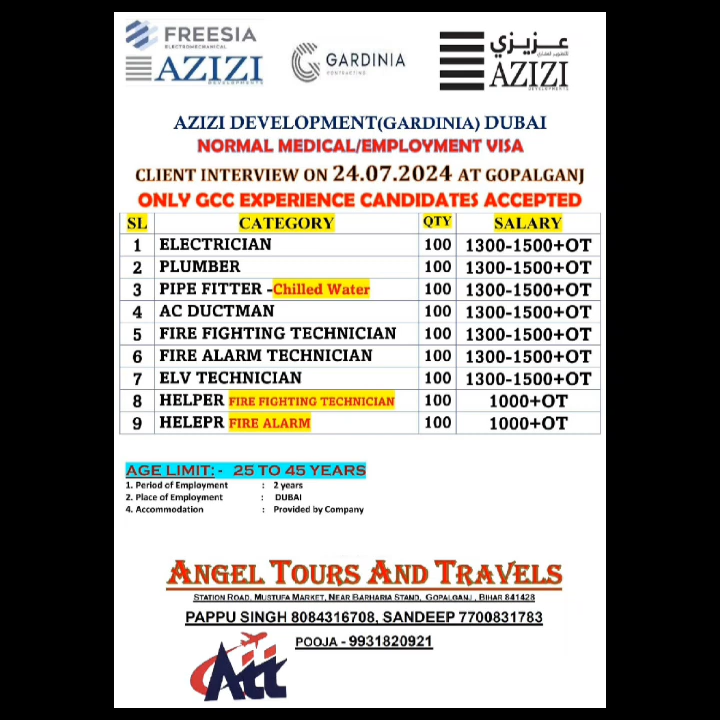 FREESIA
ELECTROMECHANICAL
AZIZI
DEVELOPMENTS
GARDINIA
CONTRACTING
عزيزي
AZIZI
DEVELOPMENTS
AZIZI DEVELOPMENT(GARDINIA) DUBAI
NORMAL MEDICAL/EMPLOYMENT VISA
CLIENT INTERVIEW ON 24.07.2024 AT GOPALGANJ
ONLY GCC EXPERIENCE CANDIDATES ACCEPTED
SL CATEGORY QTY SALARY
1 ELECTRICIAN 100 1300-1500+OT
2 PLUMBER 100 1300-1500+OT
3 PIPE FITTER -Chilled Water 100 1300-1500+OT
4 AC DUCTMAN 100 1300-1500+OT
5 FIRE FIGHTING TECHNICIAN 100 1300-1500+OT
6 FIRE ALARM TECHNICIAN 100 1300-1500+OT
7 ELV TECHNICIAN 100 1300-1500+OT
8 HELPER FIRE FIGHTING TECHNICIAN 100 1000+OT
9 HELEPR FIRE ALARM 100 1000+OT
AGE LIMIT:- 25 TO 45 YEARS
1. Period of Employment : 2 years
2. Place of Employment : DUBAI
4. Accommodation : Provided by Company
ANGEL TOURS AND TRAVELS
STATION ROAD, MUSTUFA MARKET, NEAR BARHARIA STAND, GOPALGANJ, BIHAR 841428
PAPPU SINGH 8084316708, SANDEEP 7700831783
POOJA - 9931820921
Att